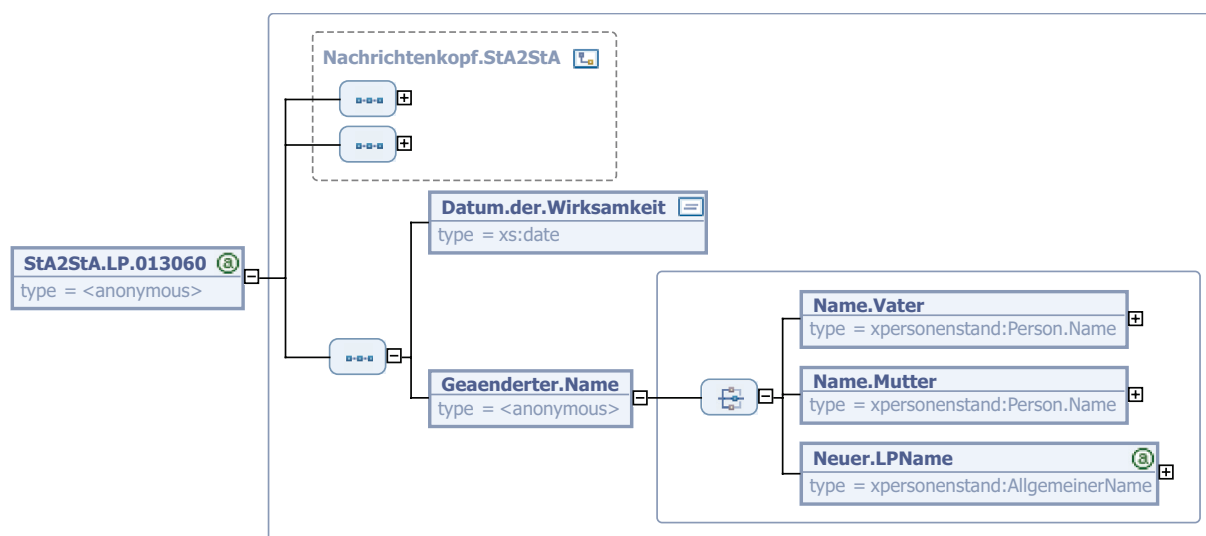 Nachrichtenkopf.StA2StA
Datum.der.Wirksamkeit
type = xs:date
StA2StA.LP.013060 @
type = <anonymous>
Name.Vater
type = xpersonenstand:Person.Name
Geaenderter.Name
type = <anonymous>
Name.Mutter
type = xpersonenstand:Person.Name
Neuer.LPName @
type = xpersonenstand:AllgemeinerName